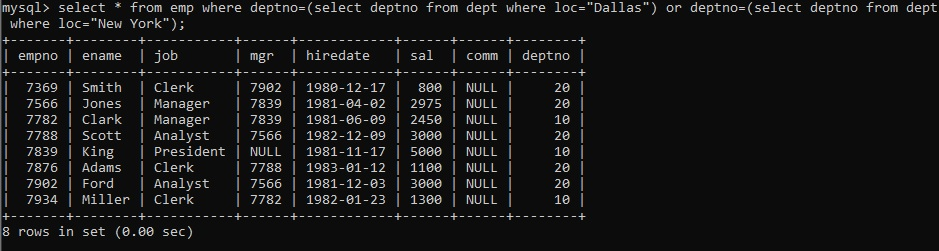 mysql> select * from emp where deptno=(select deptno from dept where loc="Dallas") or deptno=(select deptno from dept
 where loc="New York");
+-------+--------+-----------+------+------------+------+------+--------+
| empno | ename  | job       | mgr  | hiredate   | sal  | comm | deptno |
+-------+--------+-----------+------+------------+------+------+--------+
|  7369 | Smith  | Clerk     | 7902 | 1980-12-17 |  800 | NULL |     20 |
|  7566 | Jones  | Manager   | 7839 | 1981-04-02 | 2975 | NULL |     20 |
|  7782 | Clark  | Manager   | 7839 | 1981-06-09 | 2450 | NULL |     10 |
|  7788 | Scott  | Analyst   | 7566 | 1982-12-09 | 3000 | NULL |     20 |
|  7839 | King   | President | NULL | 1981-11-17 | 5000 | NULL |     10 |
|  7876 | Adams  | Clerk     | 7788 | 1983-01-12 | 1100 | NULL |     20 |
|  7902 | Ford   | Analyst   | 7566 | 1981-12-03 | 3000 | NULL |     20 |
|  7934 | Miller | Clerk     | 7782 | 1982-01-23 | 1300 | NULL |     10 |
+-------+--------+-----------+------+------------+------+------+--------+
8 rows in set (0.00 sec)